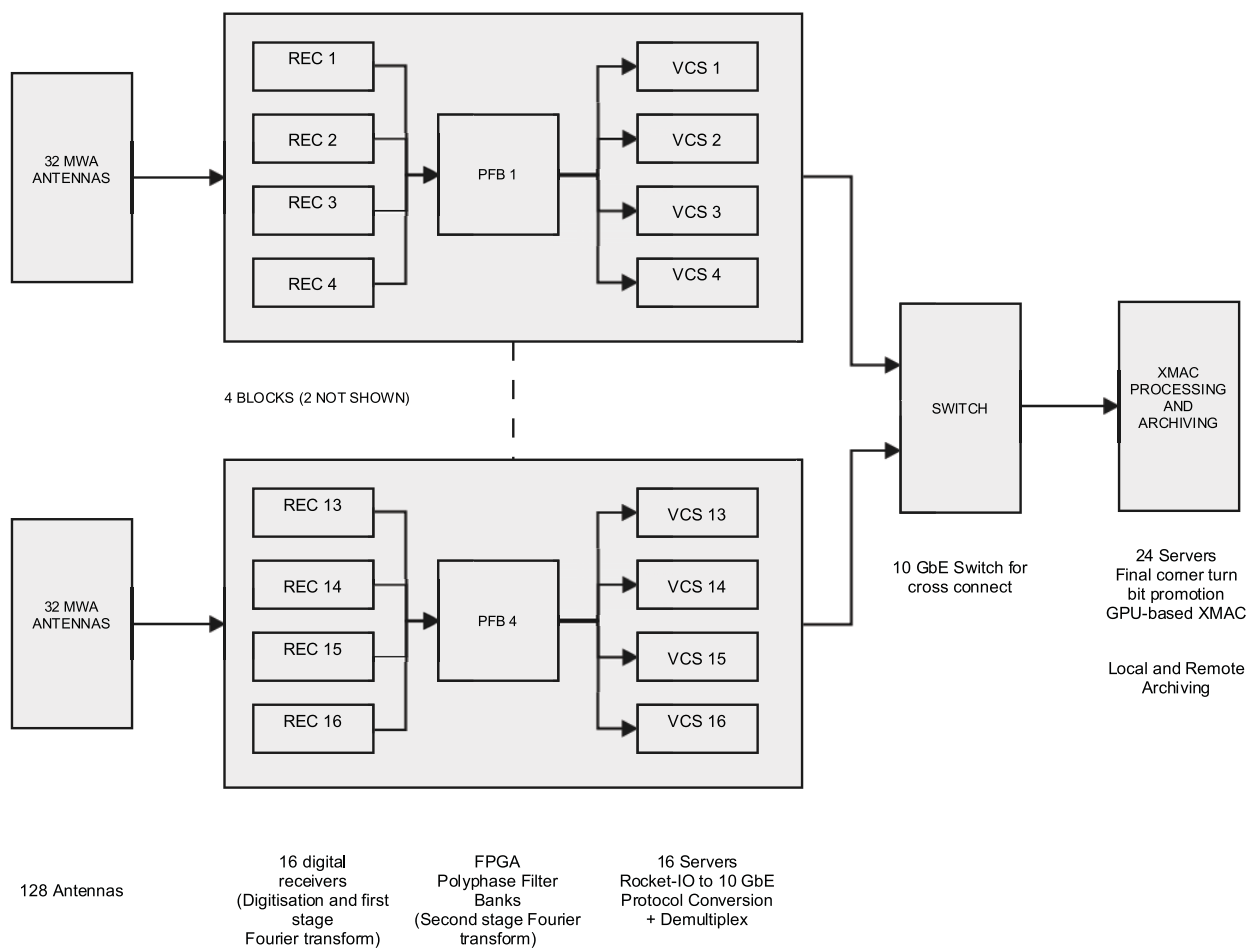 REC 1
REC 2
REC 3
REC 4
32 MWA
ANTENNAS
PFB 1
VCS 1
VCS 2
VCS 3
VCS 4
4 BLOCKS (2 NOT SHOWN)
SWITCH
XMAC
PROCESSING
AND
ARCHIVING
REC 13
REC 14
REC 15
REC 16
32 MWA
ANTENNAS
PFB 4
VCS 13
VCS 14
VCS 15
VCS 16
10 GbE Switch for
cross connect
24 Servers
Final corner turn
bit promotion
GPU-based XMAC
Local and Remote
Archiving
128 Antennas
16 digital
receivers
(Digitisation and first
stage
Fourier transform)
FPGA
Polyphase Filter
Banks
(Second stage Fourier
transform)
16 Servers
Rocket-IO to 10 GbE
Protocol Conversion
+ Demultiplex